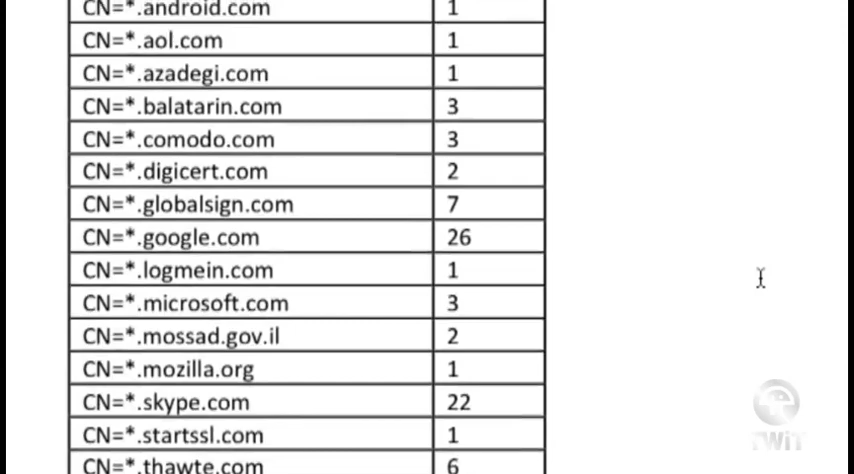 CN=*.android.com 1
CN=*.aol.com 1
CN=*.azadegi.com 1
CN=*.balatarin.com 3
CN=*.comodo.com 3
CN=*.digicert.com 2
CN=*.globalsign.com 7
CN=*.google.com 26
CN=*.logmein.com 1
CN=*.microsoft.com 3
CN=*.mossad.gov.il 2
CN=*.mozilla.org 1
CN=*.skype.com 22
CN=*.startssl.com 1
CN=*.thawte.com 6
TWiT